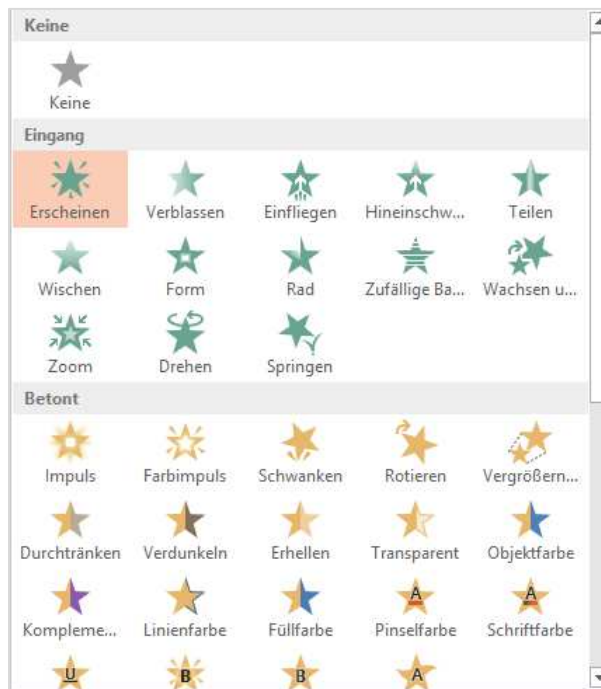 Keine
Keine
Eingang
Erscheinen Verblassen Einfliegen Hineinschw... Teilen
Wischen Form Rad Zufällige Ba... Wachsen u...
Zoom Drehen Springen
Betont
Impuls Farbimpuls Schwanken Rotieren Vergrößern...
Durchtränken Verdunkeln Erhellen Transparent Objektfarbe
Kompleme... Linienfarbe Füllfarbe Pinselfarbe Schriftfarbe
A A
U B B A